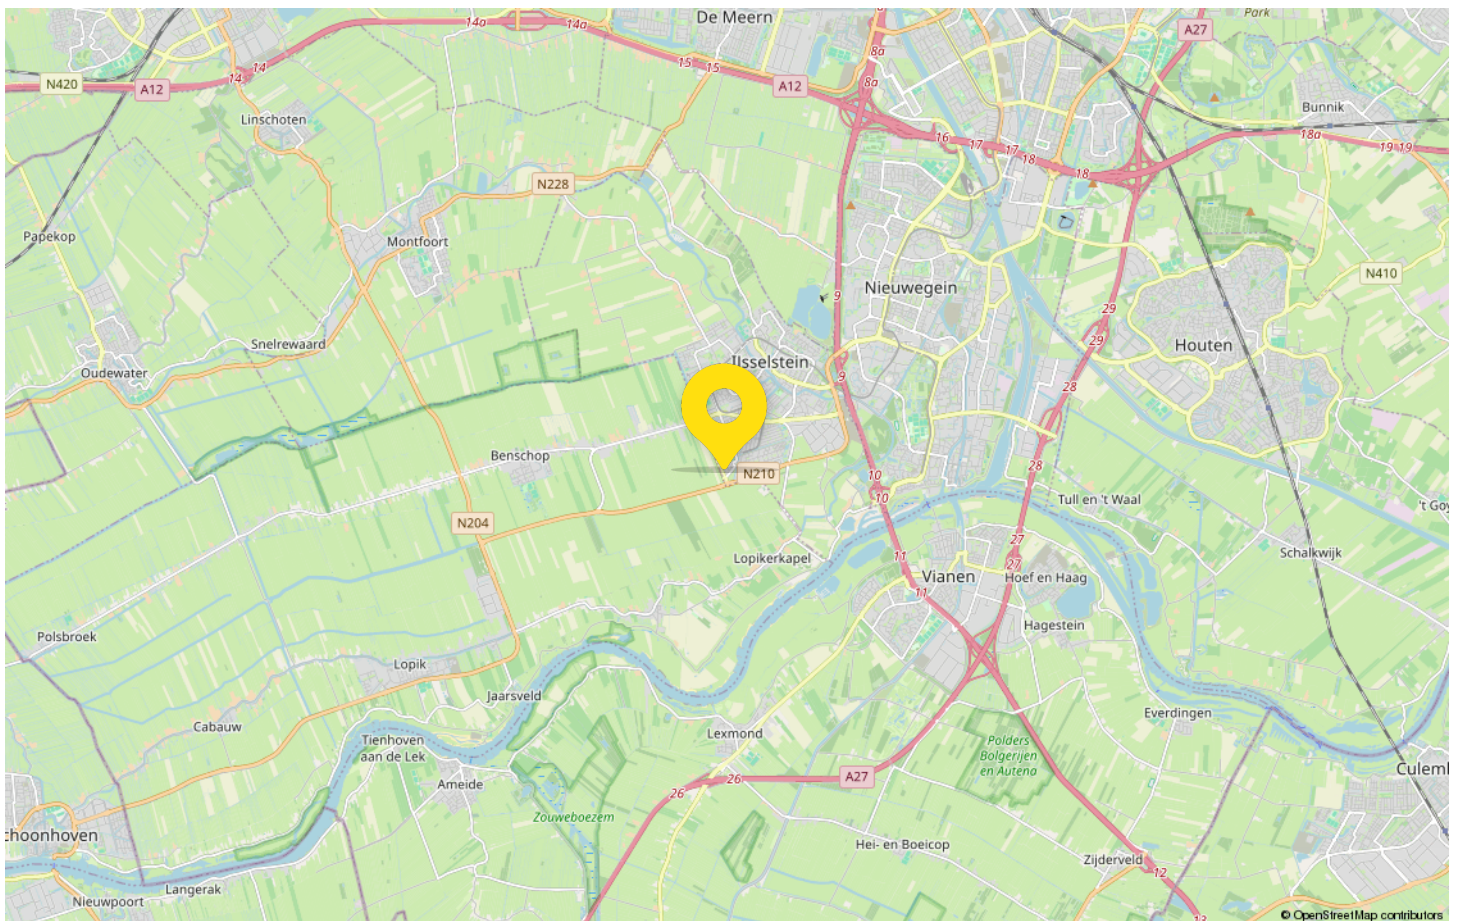 De Meern
Park
14a
14a
A27
8a
8a
N420
A12
14
14
15
15
A12
Bunnik
Linschoten
16
17
17
18
18
18a
19
19
N228
Papekop
Montfoort
N410
9
Nieuwegein
29
29
Snelrewaard
IJsselstein
Houten
Oudewater
9
28
Benschop
28
N210
10
10
Tull en 't Waal
't Goy
N204
27
27
Lopikerkapel
11
Schalkwijk
Vianen
Hoef en Haag
11
Hagestein
Polsbroek
Lopik
Jaarsveld
Cabauw
Everdingen
Tienhoven
aan de Lek
Lexmond
Polders
Bolgerijen
en Autena
26
26
A27
Ameide
Zouweboezem
Hei- en Boeicop
Zijderveld
12
Langerak
Nieuwpoort
13
© OpenStreetMap contributors